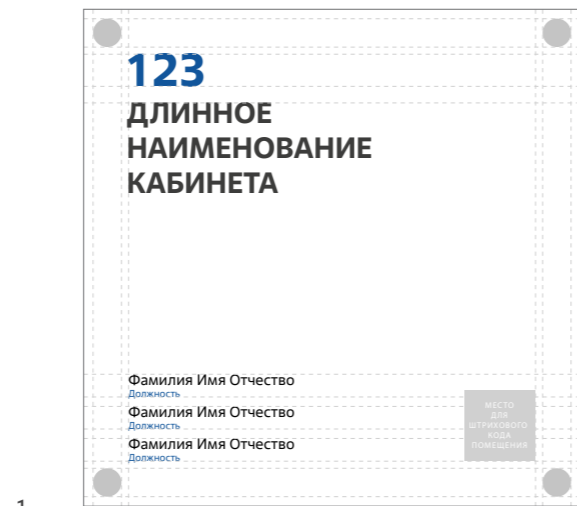 123
ДЛИННОЕ
НАИМЕНОВАНИЕ
КАБИНЕТА
Фамилия Имя Отчество
Должность
Фамилия Имя Отчество
Должность
Фамилия Имя Отчество
Должность
МЕСТО
ДЛЯ
ШТРИХОВОГО
КОДА
ПОМЕЩЕНИЯ
1